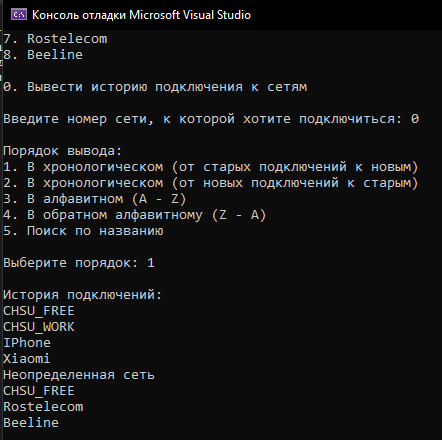 Консоль отладки Microsoft Visual Studio
7. Rostelecom
8. Beeline
0. Вывести историю подключения к сетям
Введите номер сети, к которой хотите подключиться: 0
Порядок вывода:
1. В хронологическом (от старых подключений к новым)
2. В хронологическом (от новых подключений к старым)
3. В алфавитном (A - Z)
4. В обратном алфавитному (Z - A)
5. Поиск по названию
Выберите порядок: 1
История подключений:
CHSU_FREE
CHSU_WORK
IPhone
Xiaomi
Неопределенная сеть
CHSU_FREE
Rostelecom
Beeline